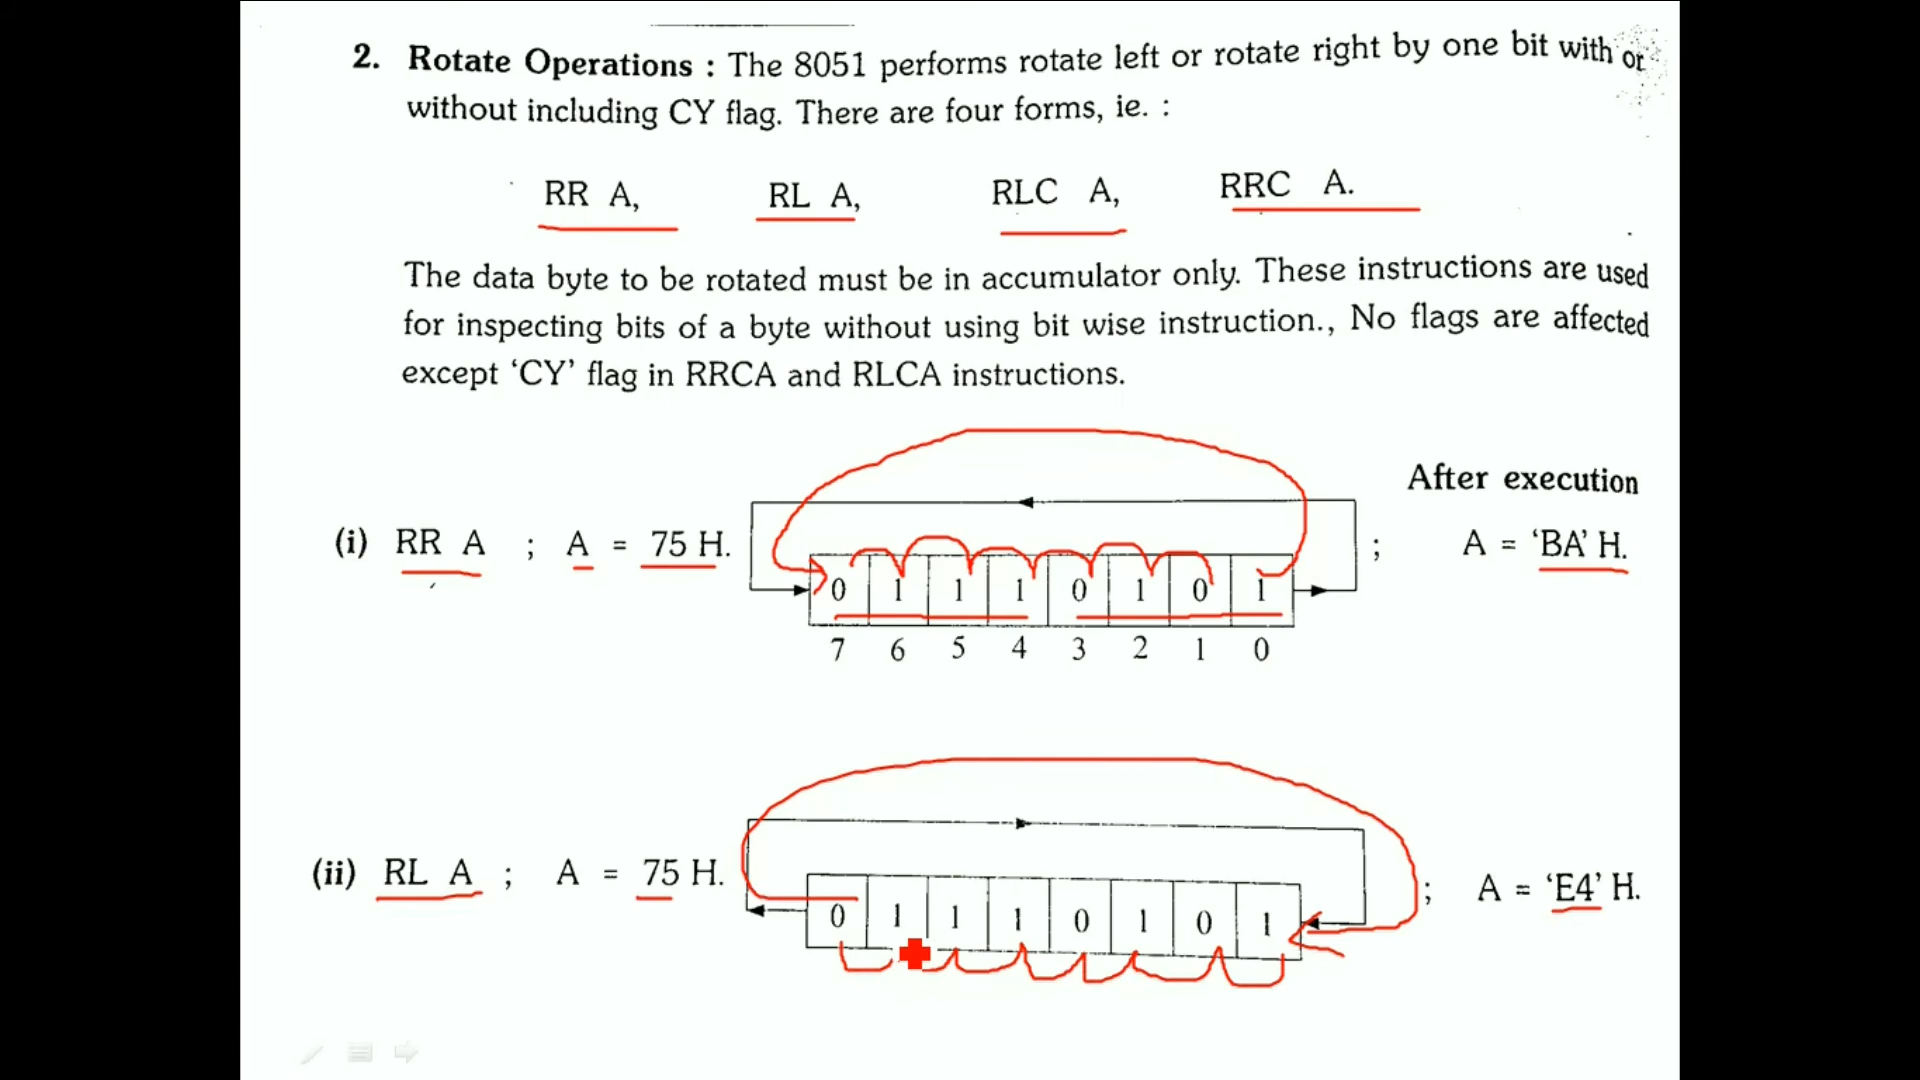 2. Rotate Operations : The 8051 performs rotate left or rotate right by one bit with or
without including CY flag. There are four forms, ie. :
RR A, RL A, RLC A, RRC A.
The data byte to be rotated must be in accumulator only. These instructions are used
for inspecting bits of a byte without using bit wise instruction., No flags are affected
except ‘CY’ flag in RRCA and RLCA instructions.
After execution
(i) RR A ; A = 75 H. 0 1 1 1 0 1 0 1 ; A = ‘BA’ H.
7 6 5 4 3 2 1 0
(ii) RL A ; A = 75 H. 0 1 1 1 0 1 0 1 ; A = ‘E4’ H.